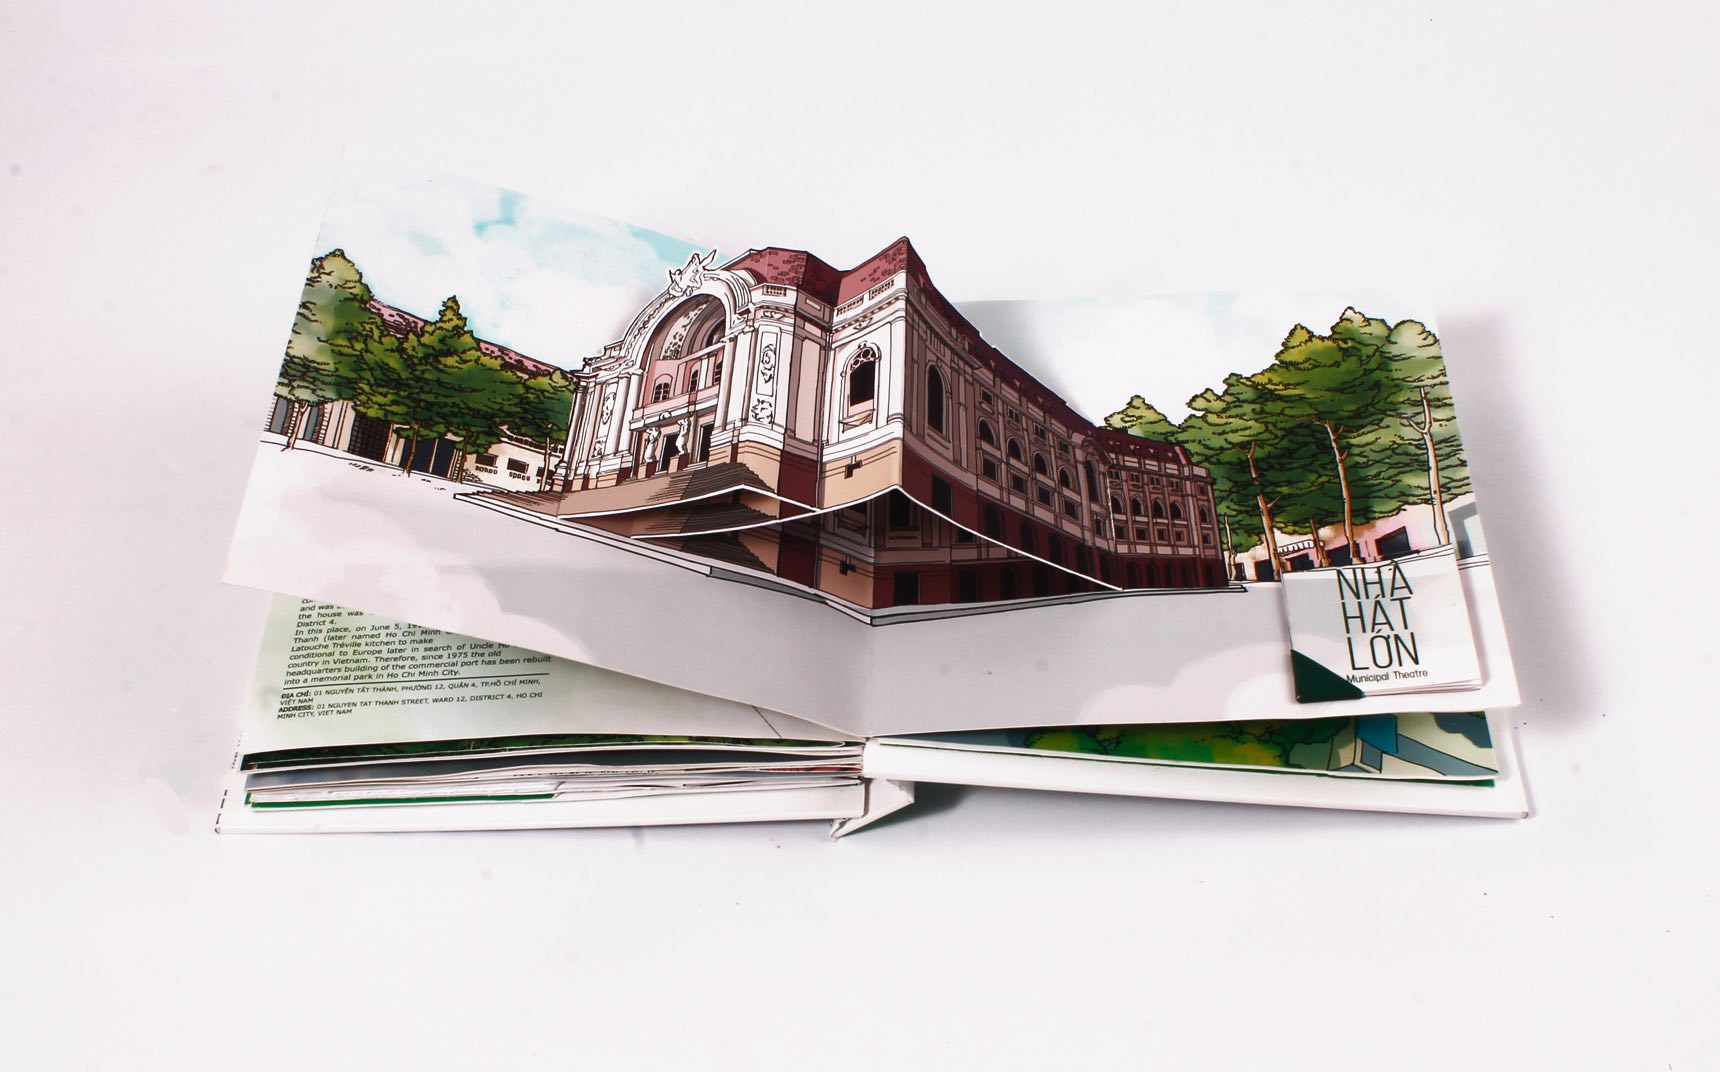 and was
the house was
District 4.
In this place, on June 5,
Thanh (later named Ho Chi Minh
Latouche Tréville kitchen to make
conditional to Europe later in search of Uncle
country in Vietnam. Therefore, since 1975 the old
headquarters building of the commercial port has been rebuilt
into a memorial park in Ho Chi Minh City.
ĐỊA CHỈ: 01 NGUYỄN TẤT THÀNH, PHƯỜNG 12, QUẬN 4, TP.HỒ CHÍ MINH,
VIỆT NAM
ADDRESS: 01 NGUYEN TAT THANH STREET, WARD 12, DISTRICT 4, HO CHI
MINH CITY, VIET NAM
NHÀ
HÁT
LỚN
Municipal Theatre